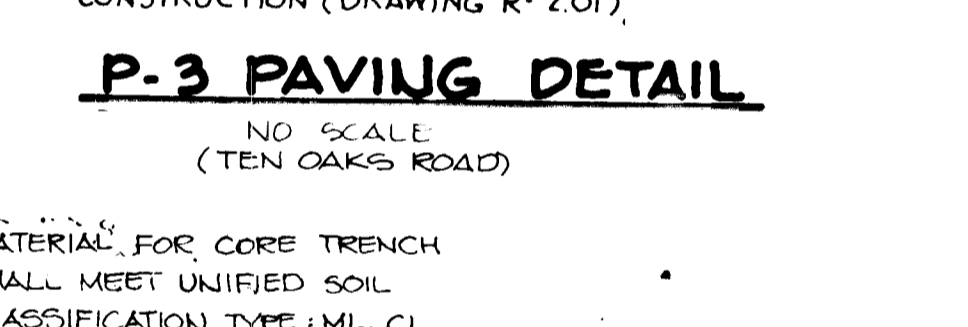 CONSTRUCTION (DRAWING R-2.01).
P-3 PAVING DETAIL
NO SCALE
(TEN OAKS ROAD)
ATERIAL FOR CORE TRENCH
ALL MEET UNIFIED SOIL
ASSIFICATION TYPE: ML, CL